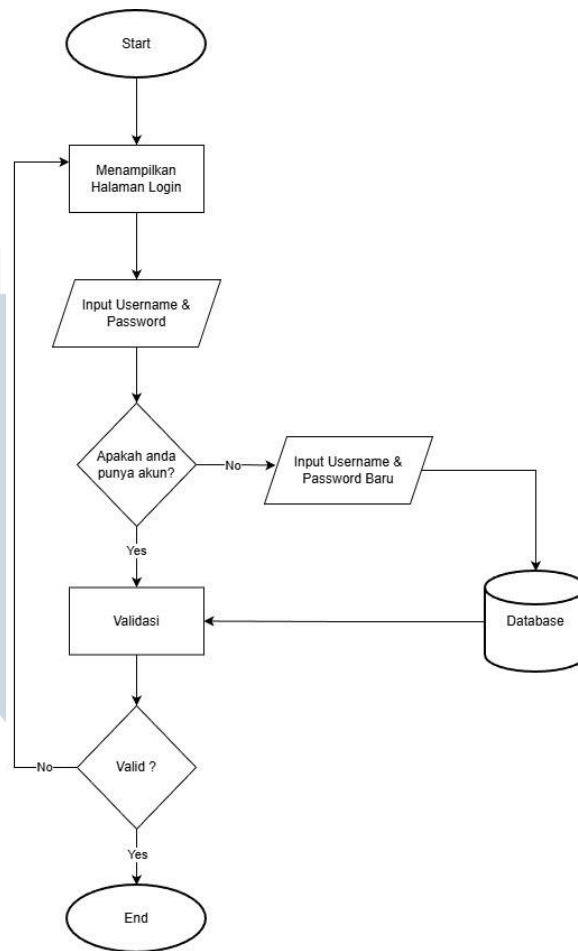 Start
Menampilkan
Halaman Login
Input Username &
Password
Apakah anda
punya akun?
No
Input Username &
Password Baru
Yes
Validasi
Database
Valid ?
No
Yes
End